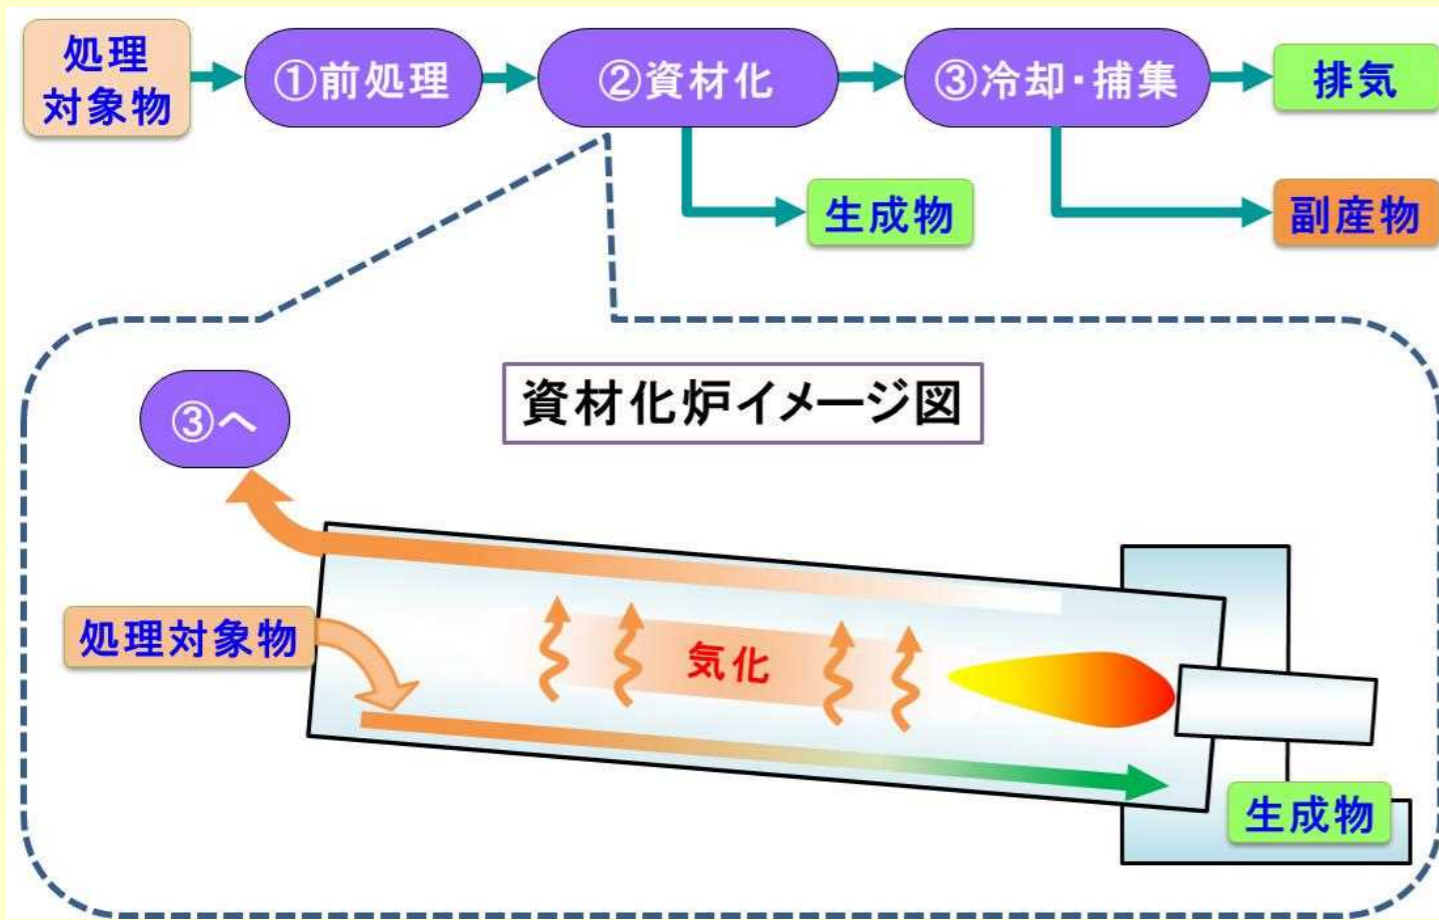 処理
対象物
①前処理
②資材化
③冷却・捕集
排気
生成物
副産物
資材化炉イメージ図
③へ
処理対象物
気化
生成物